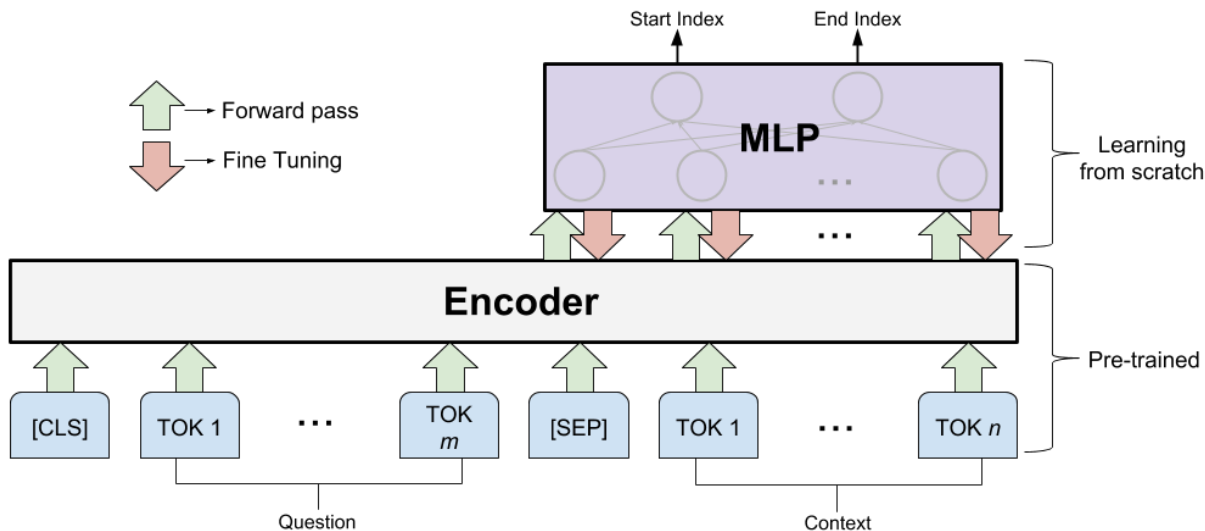 Start Index
End Index
Forward pass
Fine Tuning
MLP
...
Learning
from scratch
...
Encoder
Pre-trained
[CLS]
TOK 1
...
TOK
m
[SEP]
TOK 1
...
TOK n
Question
Context